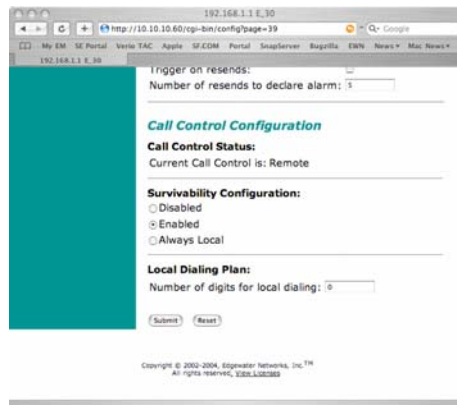 192.168.1.1 E_30
http://10.10.10.60/cgi-bin/config?page=39
Google
My EM SE Portal Verio TAC Apple SF.COM Portal SnapServer Bugzilla EWN News Mac News
192.168.1.1 E_30
Trigger on resends:
Number of resends to declare alarm: 5
Call Control Configuration
Call Control Status:
Current Call Control is: Remote
Survivability Configuration:
Disabled
Enabled
Always Local
Local Dialing Plan:
Number of digits for local dialing: 0
Submit Reset
Copyright © 2002-2004, Edgewater Networks, Inc.™
All rights reserved, View Licenses